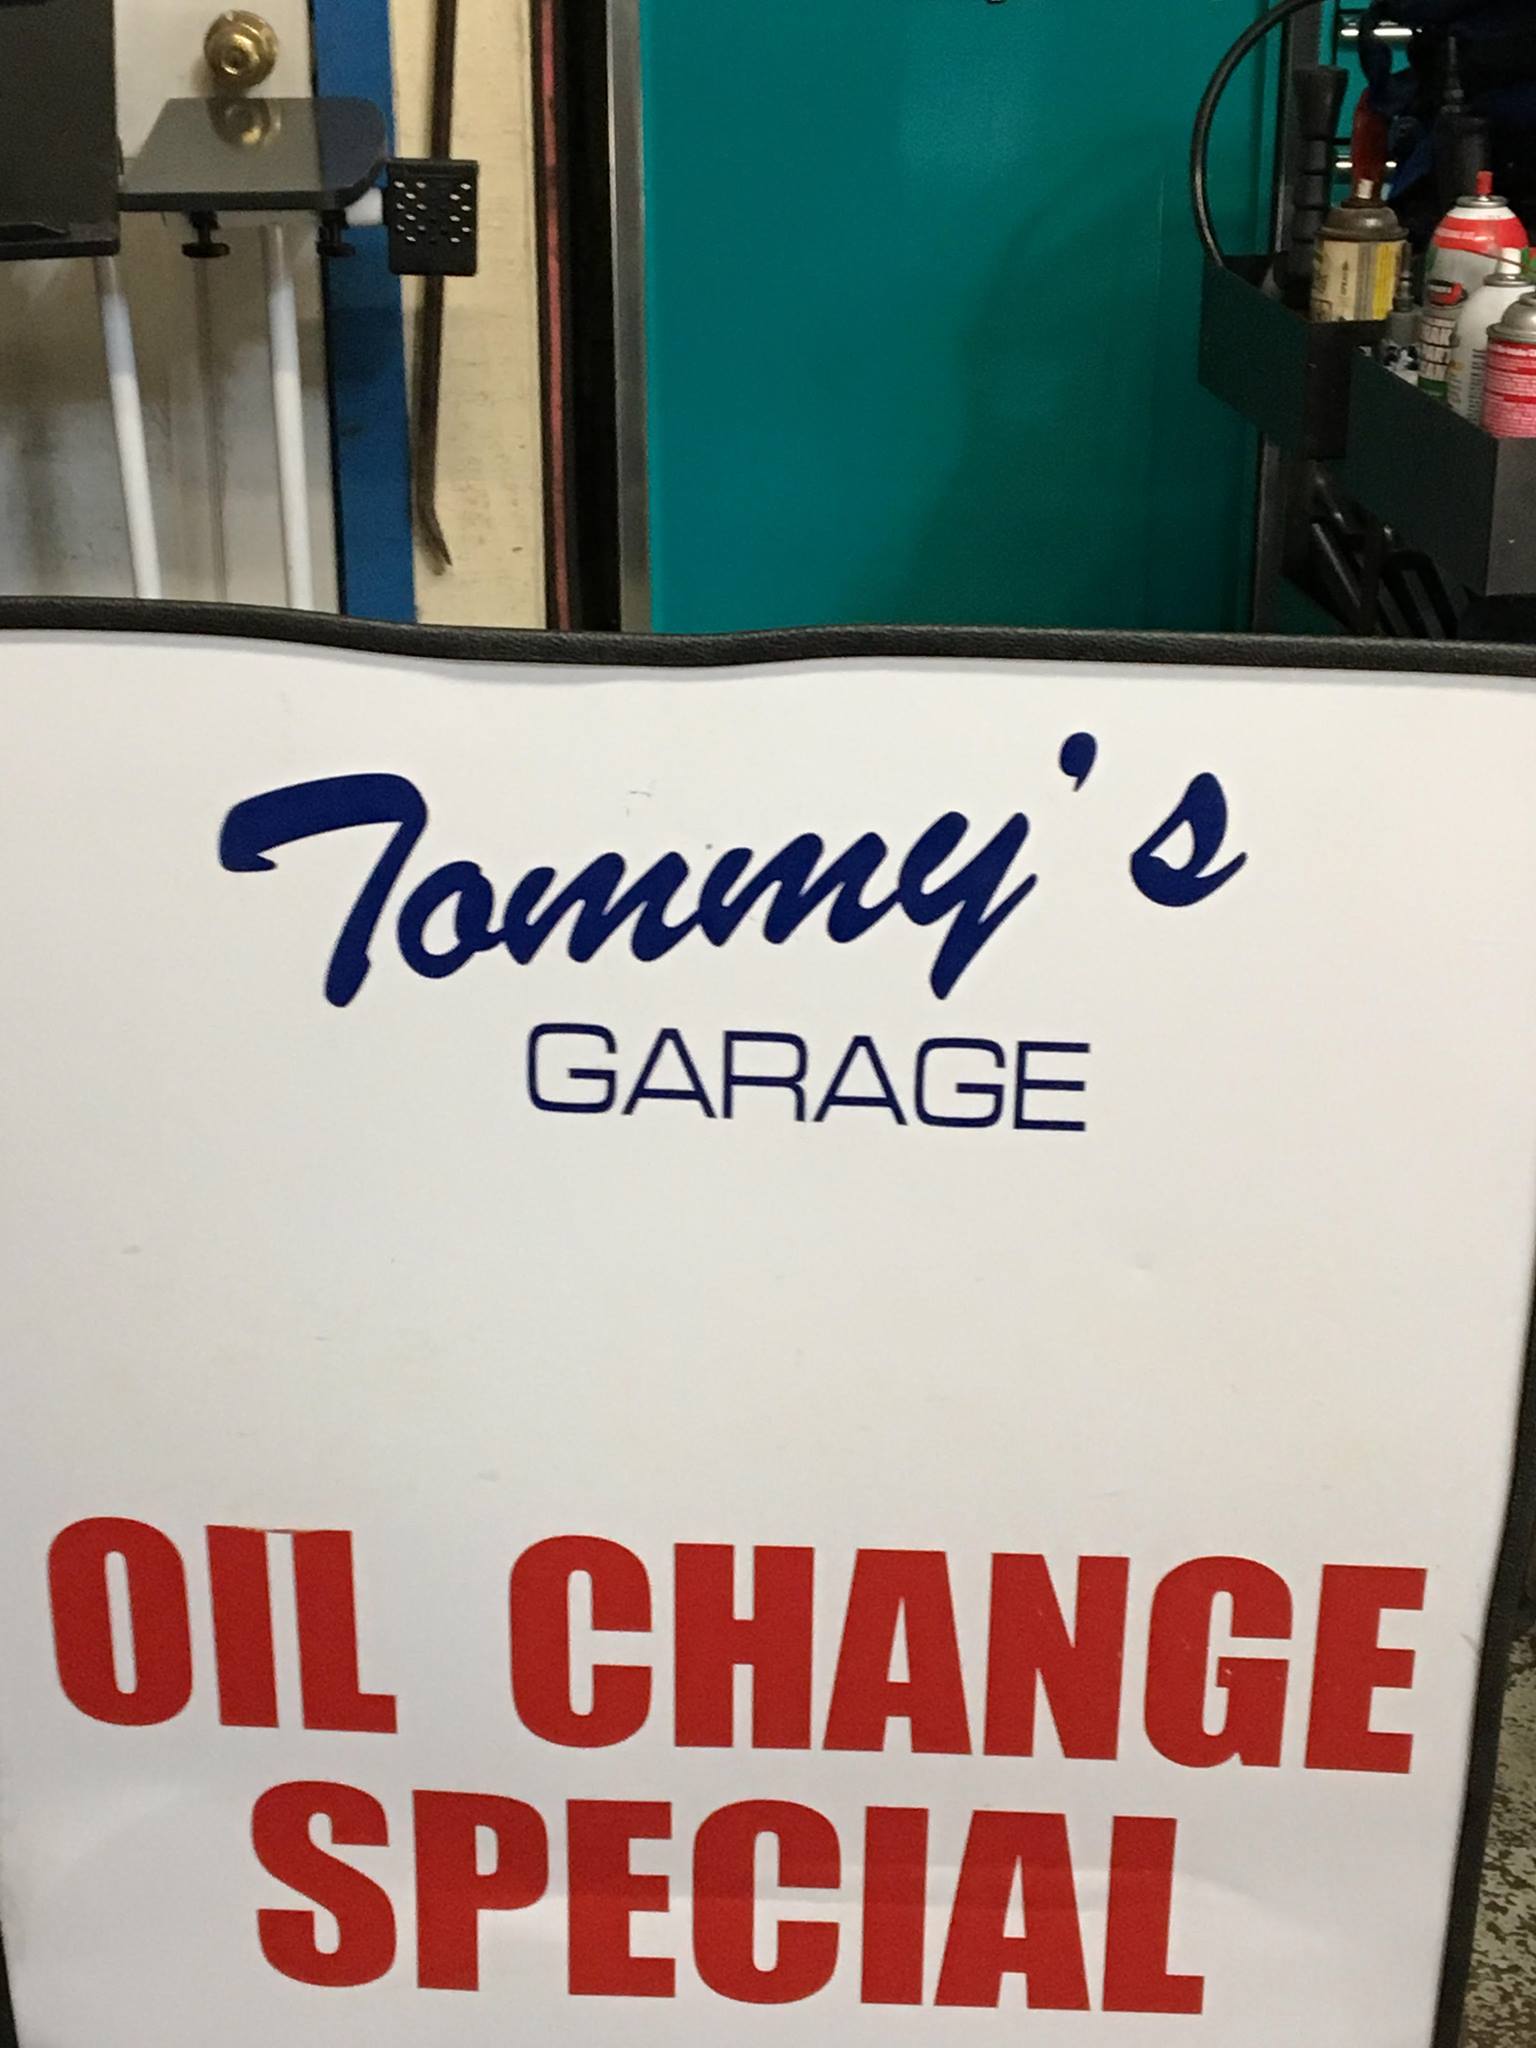 Tommy's
GARAGE
OIL CHANGE
SPECIAL